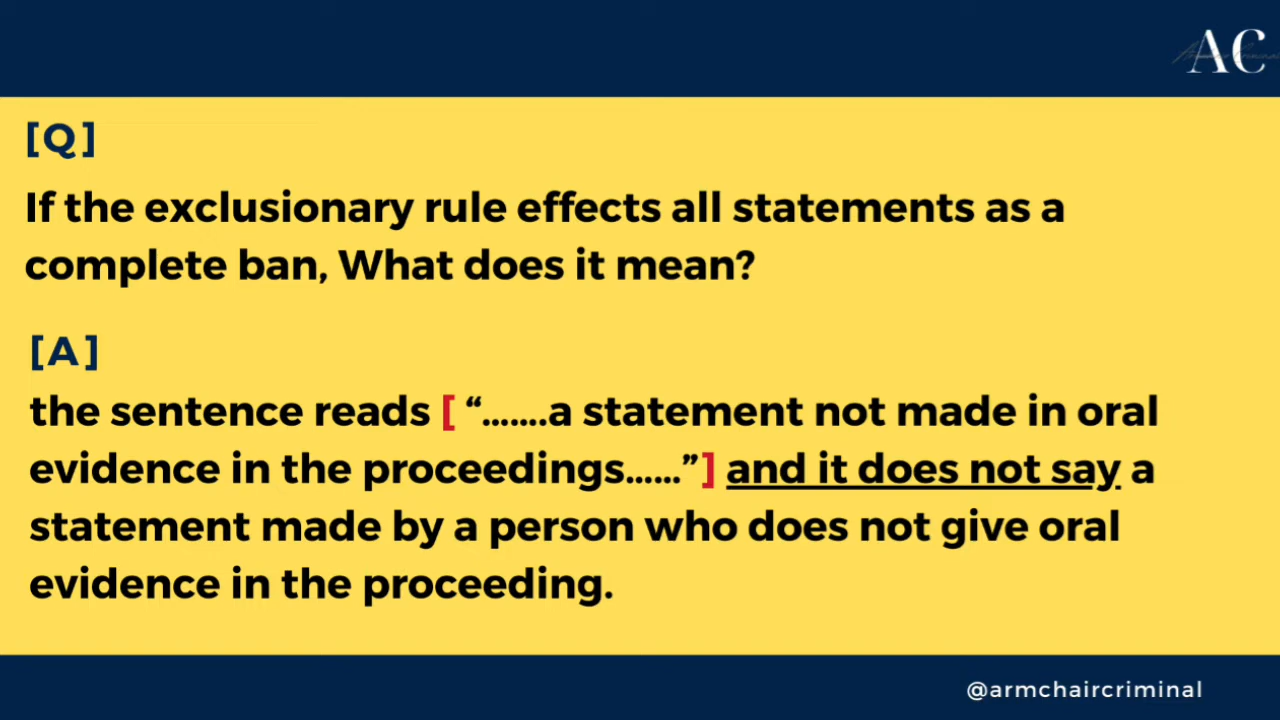 AC
[Q]
If the exclusionary rule effects all statements as a
complete ban, What does it mean?
[A]
the sentence reads [ “.......a statement not made in oral
evidence in the proceedings......”] and it does not say a
statement made by a person who does not give oral
evidence in the proceeding.
@armchaircriminal